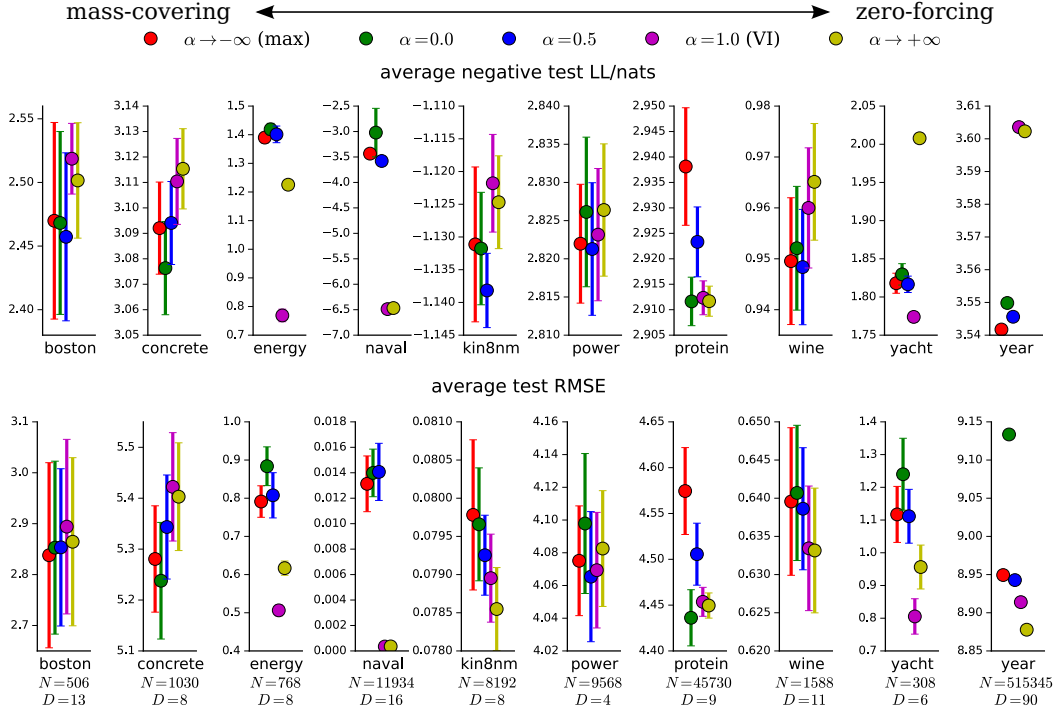 mass-covering zero-forcing
α→−∞ (max) α=0.0 α=0.5 α=1.0 (VI) α→+∞
average negative test LL/nats
2.55 2.50 2.45 2.40 boston
3.14 3.13 3.12 3.11 3.10 3.09 3.08 3.07 3.06 3.05 concrete
1.5 1.4 1.3 1.2 1.1 1.0 0.9 0.8 0.7 energy
−2.5 −3.0 −3.5 −4.0 −4.5 −5.0 −5.5 −6.0 −6.5 −7.0 naval
−1.110 −1.115 −1.120 −1.125 −1.130 −1.135 −1.140 −1.145 kin8nm
2.840 2.835 2.830 2.825 2.820 2.815 2.810 power
2.950 2.945 2.940 2.935 2.930 2.925 2.920 2.915 2.910 2.905 protein
0.98 0.97 0.96 0.95 0.94 wine
2.05 2.00 1.95 1.90 1.85 1.80 1.75 yacht
3.61 3.60 3.59 3.58 3.57 3.56 3.55 3.54 year
average test RMSE
3.1 3.0 2.9 2.8 2.7 boston
5.5 5.4 5.3 5.2 5.1 concrete
1.0 0.9 0.8 0.7 0.6 0.5 0.4 energy
0.018 0.016 0.014 0.012 0.010 0.008 0.006 0.004 0.002 0.000 naval
0.0810 0.0805 0.0800 0.0795 0.0790 0.0785 0.0780 kin8nm
4.16 4.14 4.12 4.10 4.08 4.06 4.04 4.02 power
4.65 4.60 4.55 4.50 4.45 4.40 protein
0.650 0.645 0.640 0.635 0.630 0.625 0.620 wine
1.4 1.3 1.2 1.1 1.0 0.9 0.8 0.7 yacht
9.15 9.10 9.05 9.00 8.95 8.90 8.85 year
N=506 N=1030 N=768 N=11934 N=8192 N=9568 N=45730 N=1588 N=308 N=515345
D=13 D=8 D=8 D=16 D=8 D=4 D=9 D=11 D=6 D=90